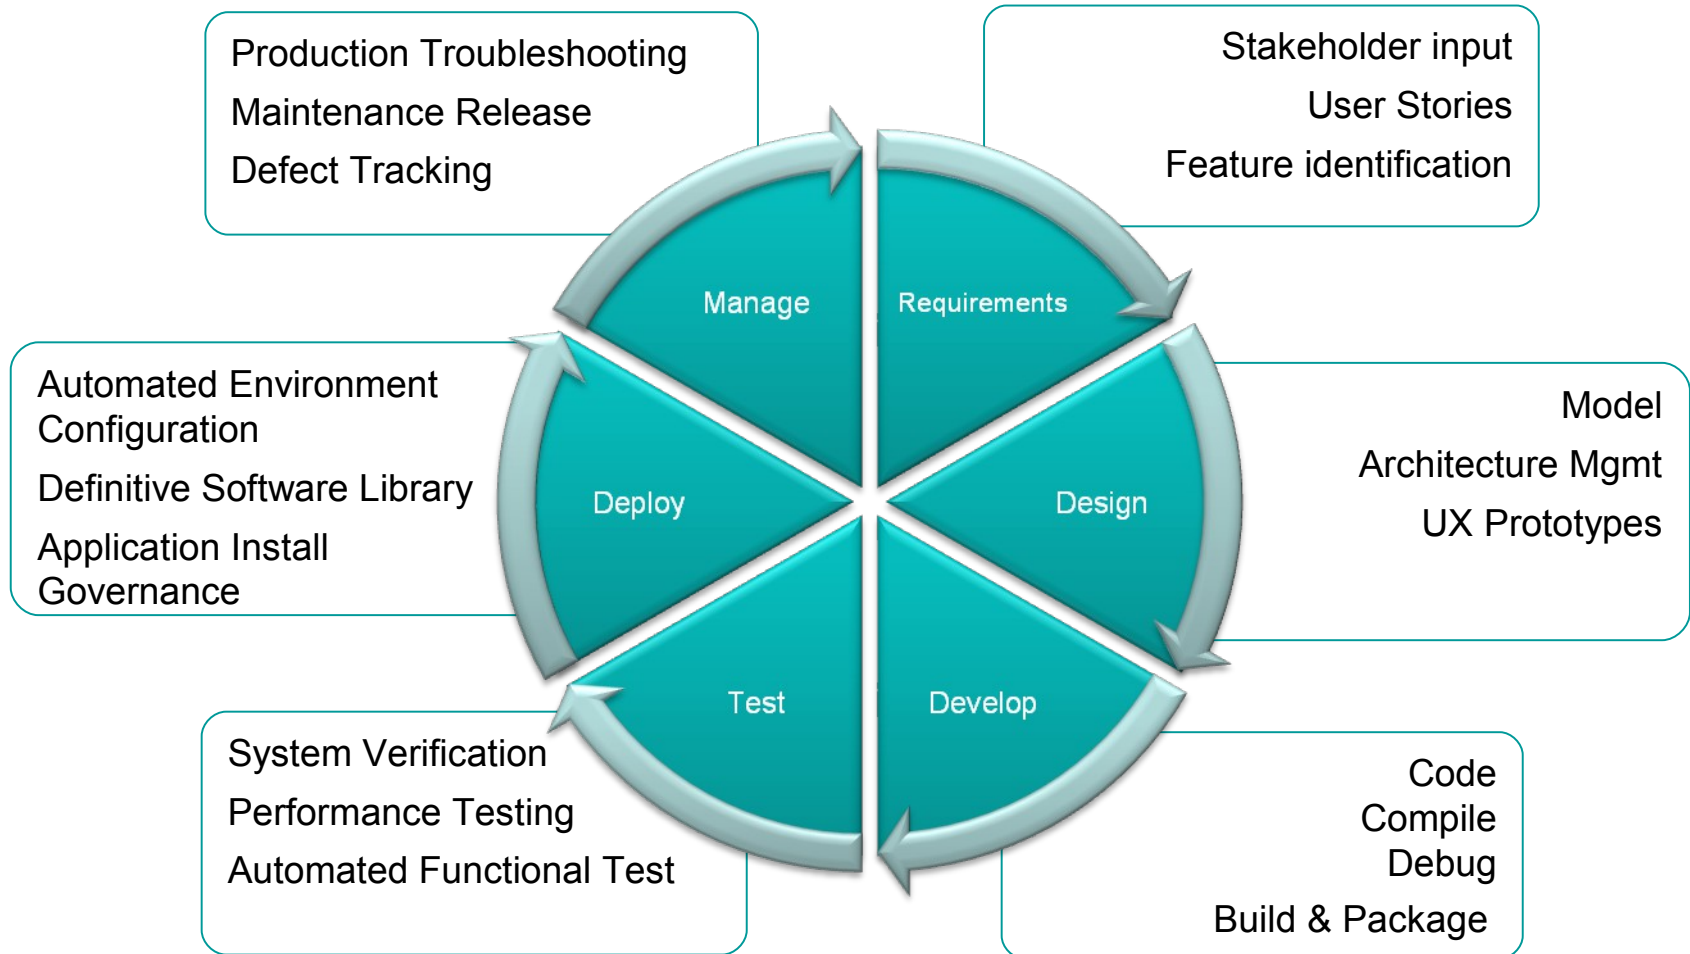 Production Troubleshooting
Maintenance Release
Defect Tracking
Stakeholder input
User Stories
Feature identification
Manage
Requirements
Automated Environment
Configuration
Definitive Software Library
Application Install
Governance
Deploy
Design
Model
Architecture Mgmt
UX Prototypes
Test
Develop
System Verification
Performance Testing
Automated Functional Test
Code
Compile
Debug
Build & Package